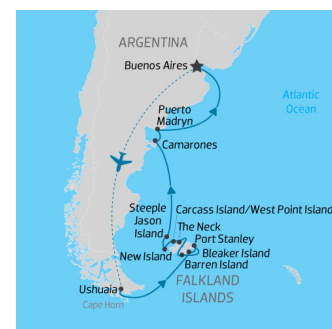 ARGENTINA
Buenos Aires
Atlantic
Ocean
Puerto
Madryn
Camarones
Steeple
Jason
Island
Carcass Island/West Point Island
The Neck
Port Stanley
New Island
Bleaker Island
Barren Island
FALKLAND
ISLANDS
Ushuaia
Cape Horn